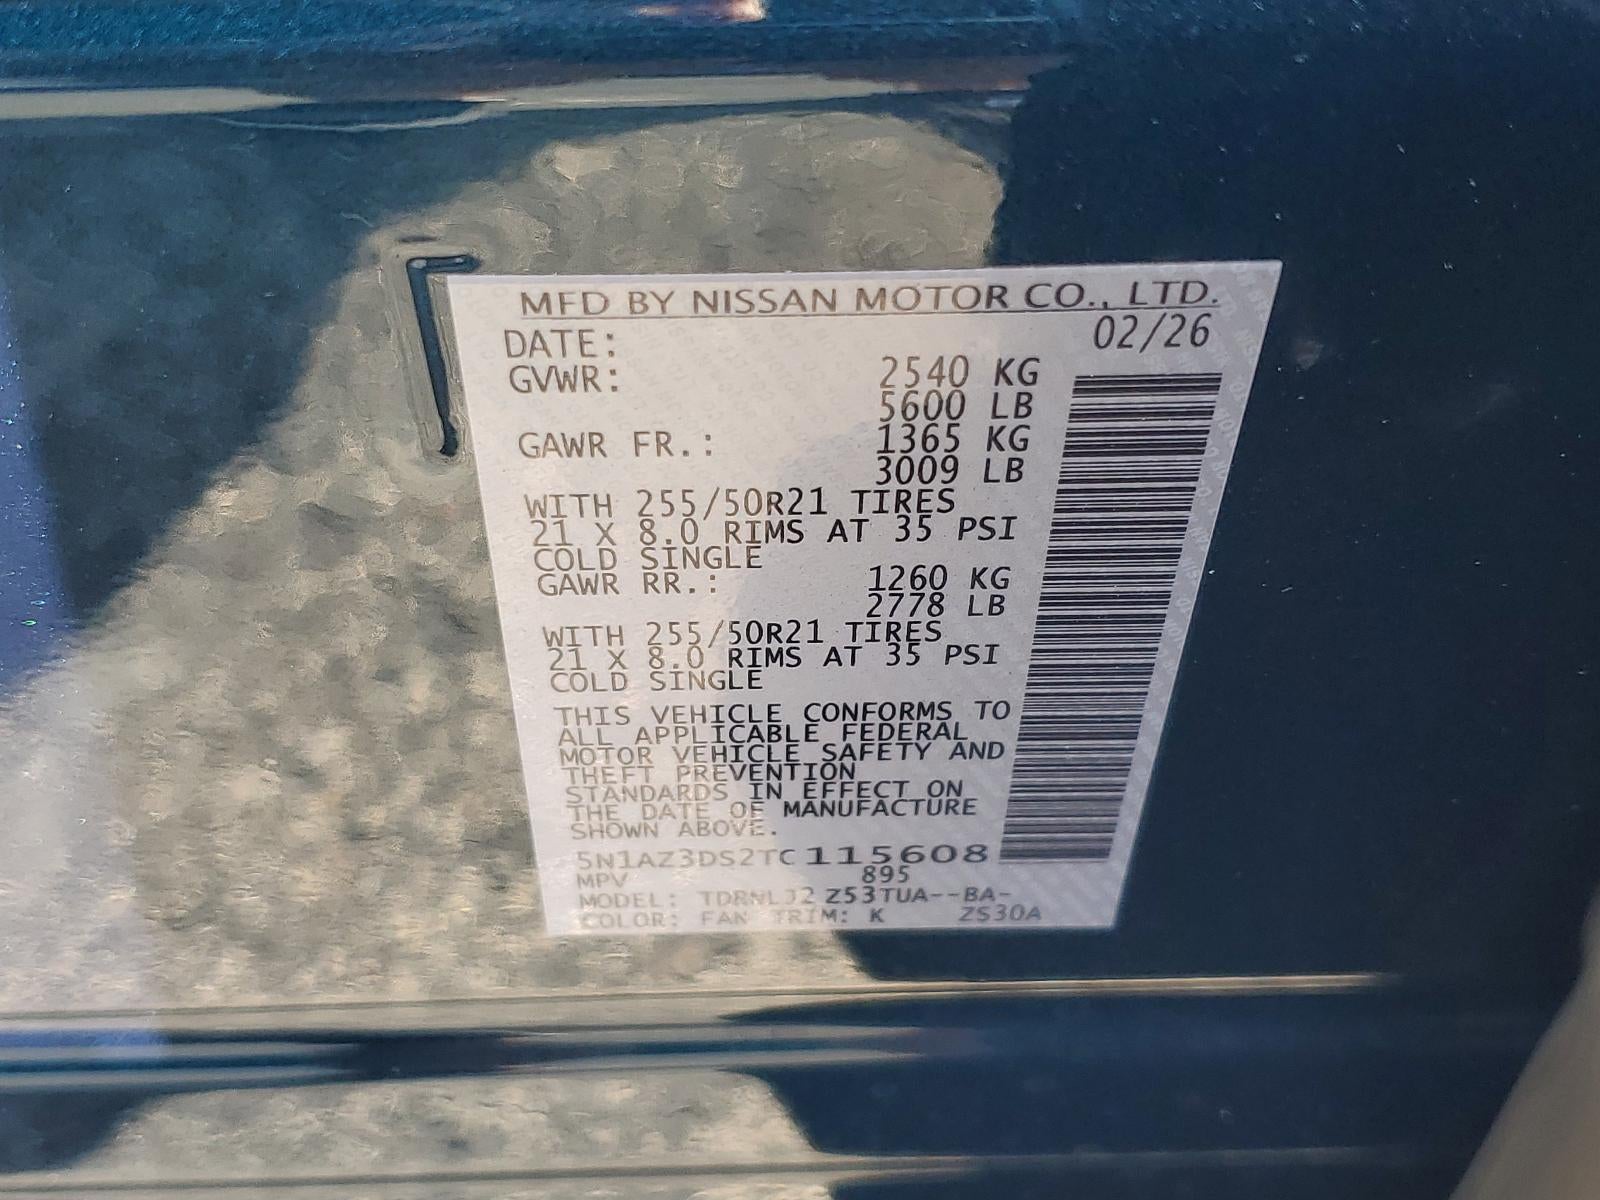 MFD BY NISSAN MOTOR CO., LTD.
DATE: 02/26
GVWR: 2540 KG
5600 LB
GAWR FR.: 1365 KG
3009 LB
WITH 255/50R21 TIRES
21 X 8.0 RIMS AT 35 PSI
COLD SINGLE
GAWR RR.: 1260 KG
2778 LB
WITH 255/50R21 TIRES
21 X 8.0 RIMS AT 35 PSI
COLD SINGLE
THIS VEHICLE CONFORMS TO
ALL APPLICABLE FEDERAL
MOTOR VEHICLE SAFETY AND
THEFT PREVENTION
STANDARDS IN EFFECT ON
THE DATE OF MANUFACTURE
SHOWN ABOVE.
5N1AZ3DS2TC115608
MPV 895
MODEL: TDRNLJ2 Z53TUA--BA-
COLOR: FAN TRIM: K ZS30A